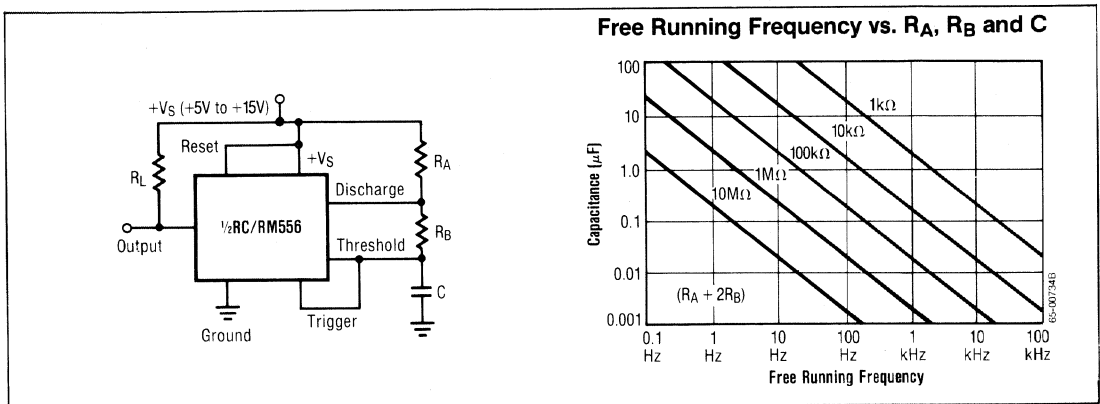 Free Running Frequency vs. RA, RB and C
+VS (+5V to +15V)
Reset
+VS
RL
RA
Discharge
½RC/RM556
RB
Output
Threshold
C
Ground
Trigger
Capacitance (μF)
100
10
1.0
0.1
0.01
0.001
1kΩ
10kΩ
100kΩ
1MΩ
10MΩ
(RA + 2RB)
65-00734B
0.1 Hz
1 Hz
10 Hz
100 Hz
1 kHz
10 kHz
100 kHz
Free Running Frequency